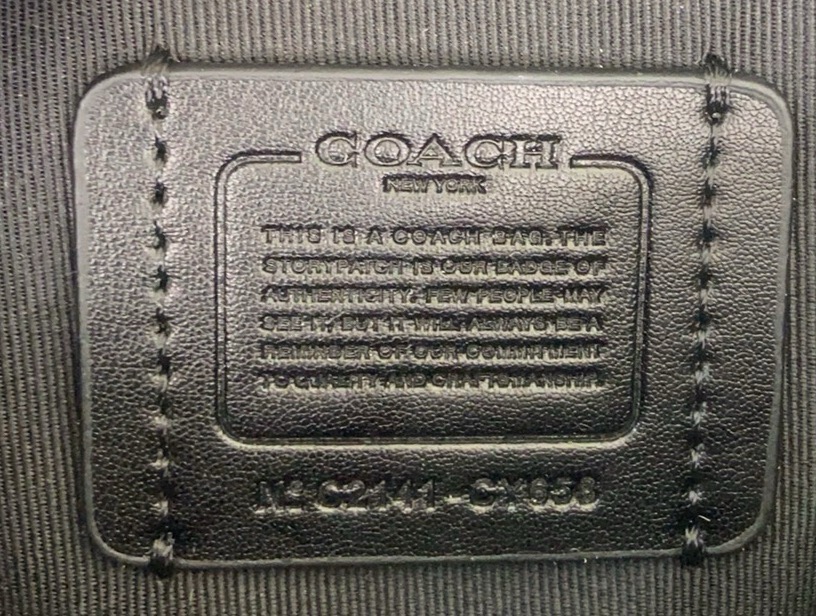 COACH
NEW YORK
THIS IS A COACH BAG. THE
STORYPATCH IS OUR BADGE OF
AUTHENTICITY. FEW PEOPLE MAY
SEE IT, BUT IT WILL ALWAYS BE A
REMINDER OF OUR COMMITMENT
TO QUALITY AND CRAFTSMANSHIP.
Nº C2141-CY658